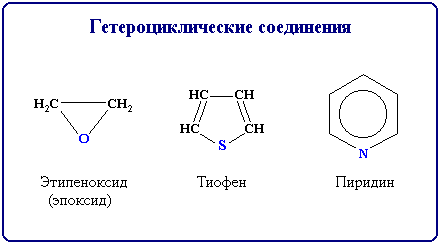 Гетероциклические соединения
H₂C CH₂
O
HC CH
HC CH
S
N
Этиленоксид
(эпоксид)
Тиофен
Пиридин